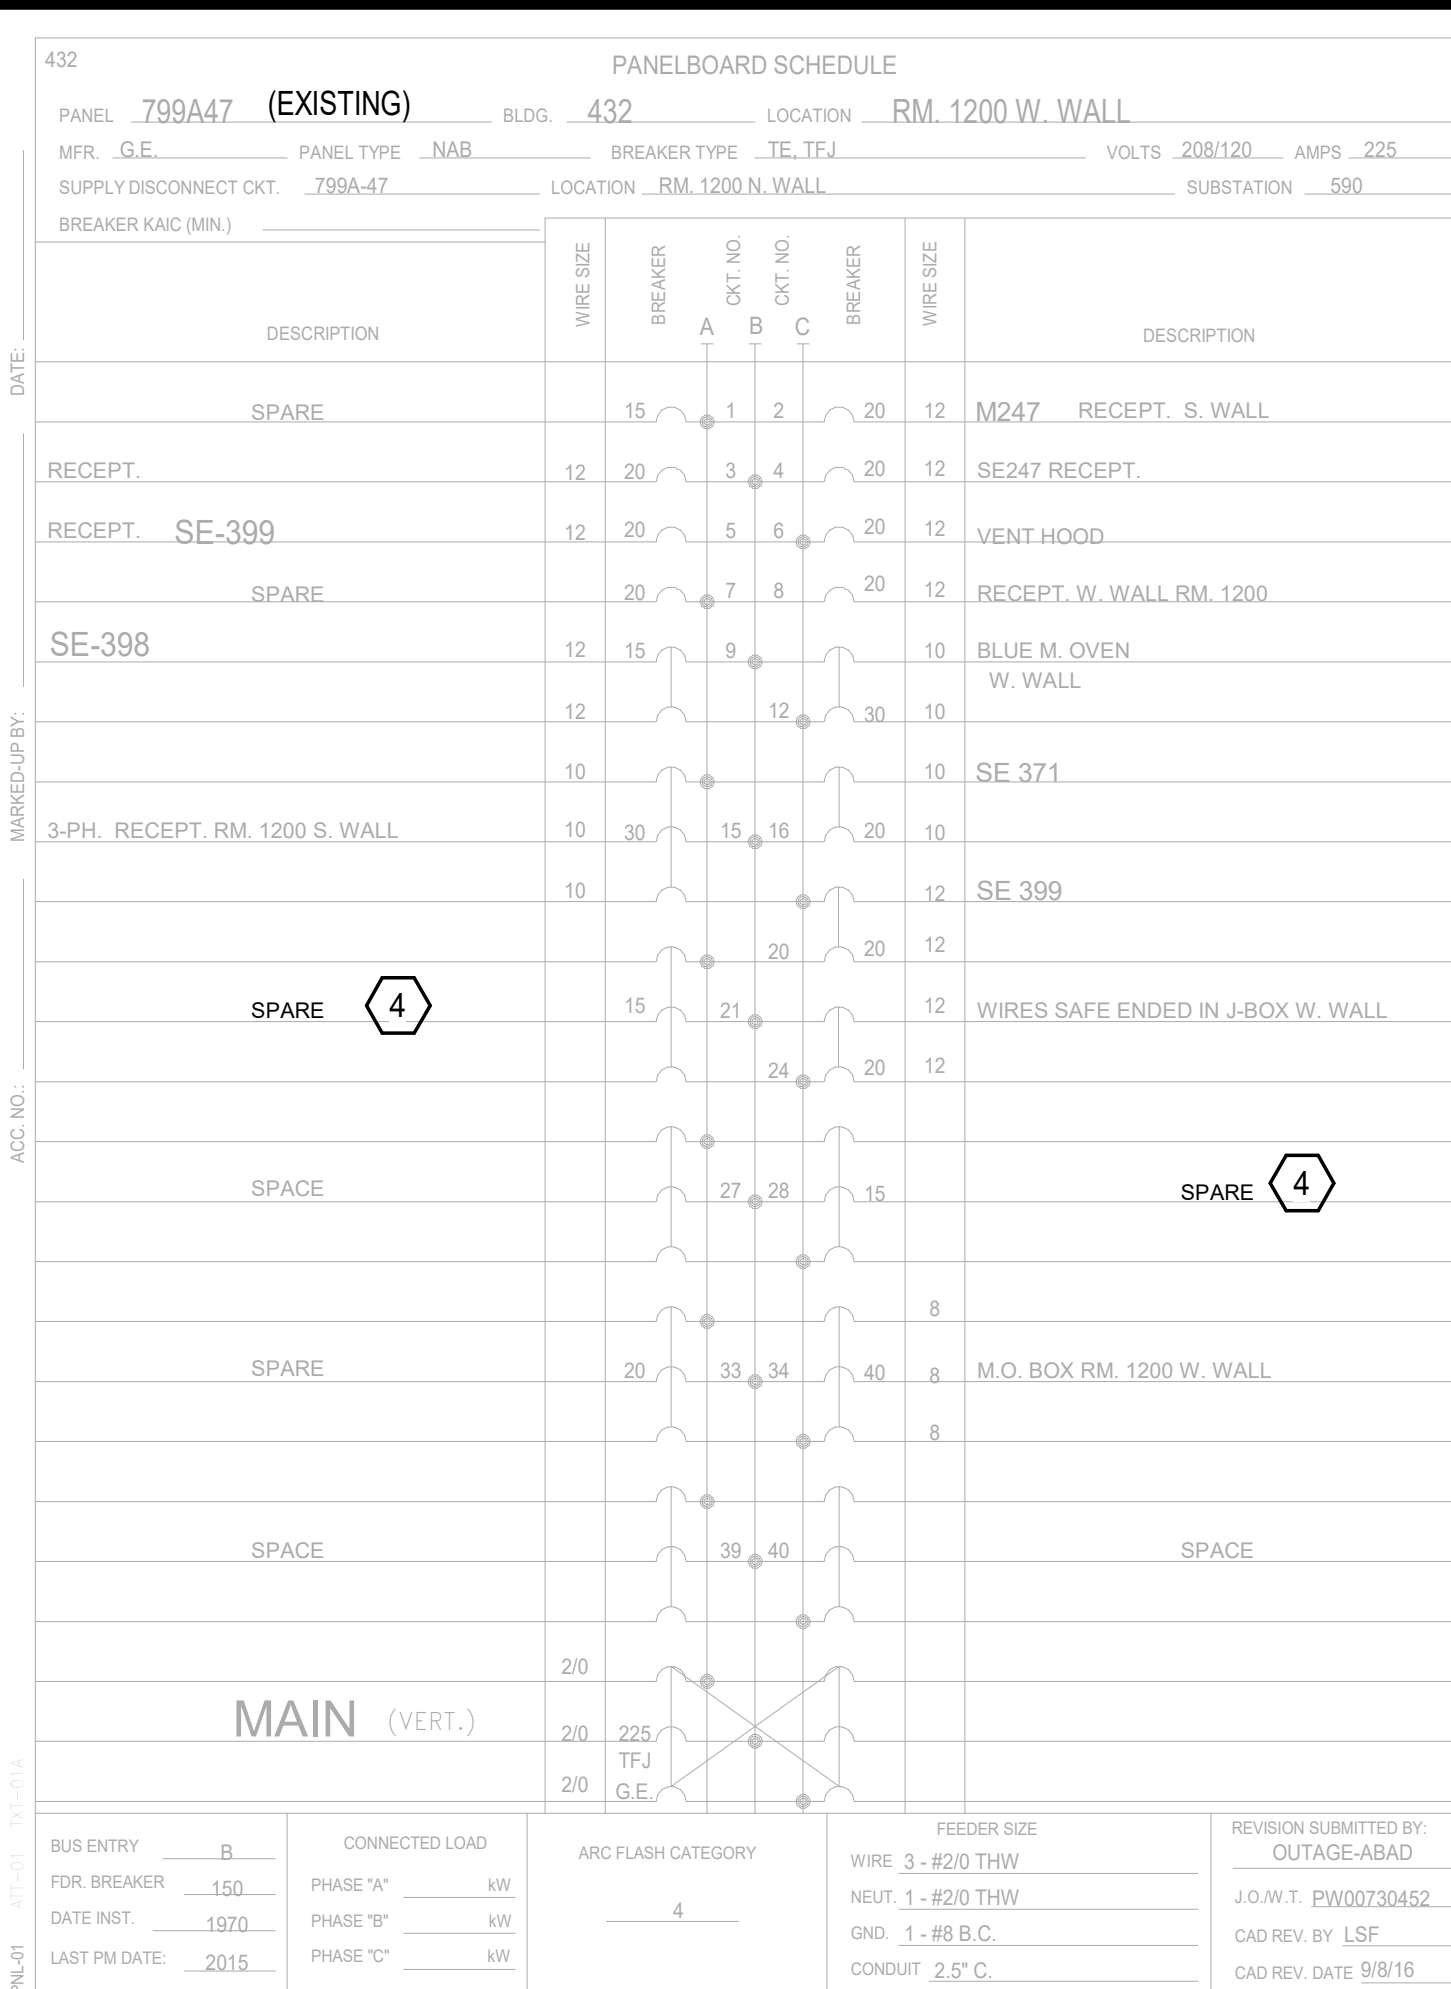 432
PANELBOARD SCHEDULE
PANEL 799A47 (EXISTING) BLDG. 432 LOCATION RM. 1200 W. WALL
MFR. G.E. PANEL TYPE NAB BREAKER TYPE TE, TFJ VOLTS 208/120 AMPS 225
SUPPLY DISCONNECT CKT. 799A-47 LOCATION RM. 1200 N. WALL SUBSTATION 590
BREAKER KAIC (MIN.)
DESCRIPTION WIRE SIZE BREAKER CKT. NO. CKT. NO. BREAKER WIRE SIZE DESCRIPTION
A B C
SPARE 15 1 2 20 12 M247 RECEPT. S. WALL
RECEPT. 12 20 3 4 20 12 SE247 RECEPT.
RECEPT. SE-399 12 20 5 6 20 12 VENT HOOD
SPARE 20 7 8 20 12 RECEPT. W. WALL RM. 1200
SE-398 12 15 9 10 BLUE M. OVEN
W. WALL
12 12 30 10
10 10 SE 371
3-PH. RECEPT. RM. 1200 S. WALL 10 30 15 16 20 10
10 12 SE 399
20 20 12
SPARE 4 15 21 12 WIRES SAFE ENDED IN J-BOX W. WALL
24 20 12
SPACE 27 28 15 SPARE 4
8
SPARE 20 33 34 40 8 M.O. BOX RM. 1200 W. WALL
8
SPACE 39 40 SPACE
2/0
MAIN (VERT.) 2/0 225
TFJ
2/0 G.E.
BUS ENTRY B
FDR. BREAKER 150
DATE INST. 1970
LAST PM DATE: 2015
CONNECTED LOAD
PHASE "A" kW
PHASE "B" kW
PHASE "C" kW
ARC FLASH CATEGORY
4
FEEDER SIZE
WIRE 3 - #2/0 THW
NEUT. 1 - #2/0 THW
GND. 1 - #8 B.C.
CONDUIT 2.5" C.
REVISION SUBMITTED BY:
OUTAGE-ABAD
J.O./W.T. PW00730452
CAD REV. BY LSF
CAD REV. DATE 9/8/16
DATE:
MARKED-UP BY:
ACC. NO.:
TXT-01A
ATT-01
PNL-01